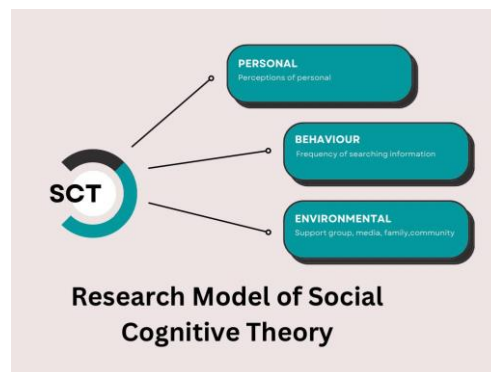 PERSONAL
Perceptions of personal
BEHAVIOUR
Frequency of searching information
SCT
ENVIRONMENTAL
Support group, media, family,community
Research Model of Social
Cognitive Theory